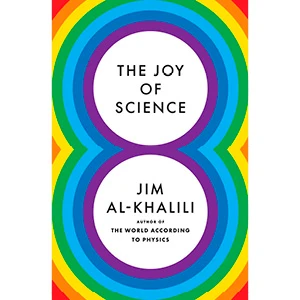 THE JOY
OF
SCIENCE
JIM
AL-KHALILI
AUTHOR OF
THE WORLD ACCORDING
TO PHYSICS